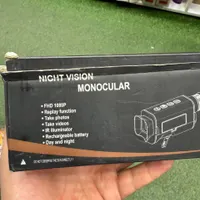 NIGHT VISION
MONOCULAR
• FHD 1080P
• Replay function
• Take photos
• Take videos
• IR illuminator
• Rechargeable battery
• Day and night